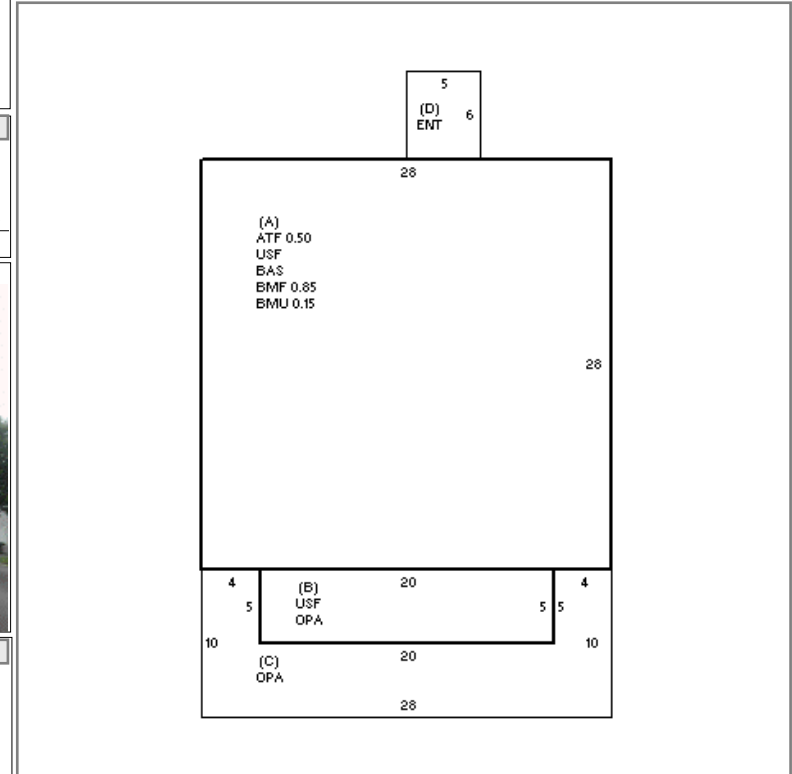 5
(D)
6
ENT
28
(A)
ATF 0.50
USF
BAS
BMF 0.85
BMU 0.15
28
4
20
4
(B)
5
USF
5
5
OPA
10
10
20
(C)
OPA
28